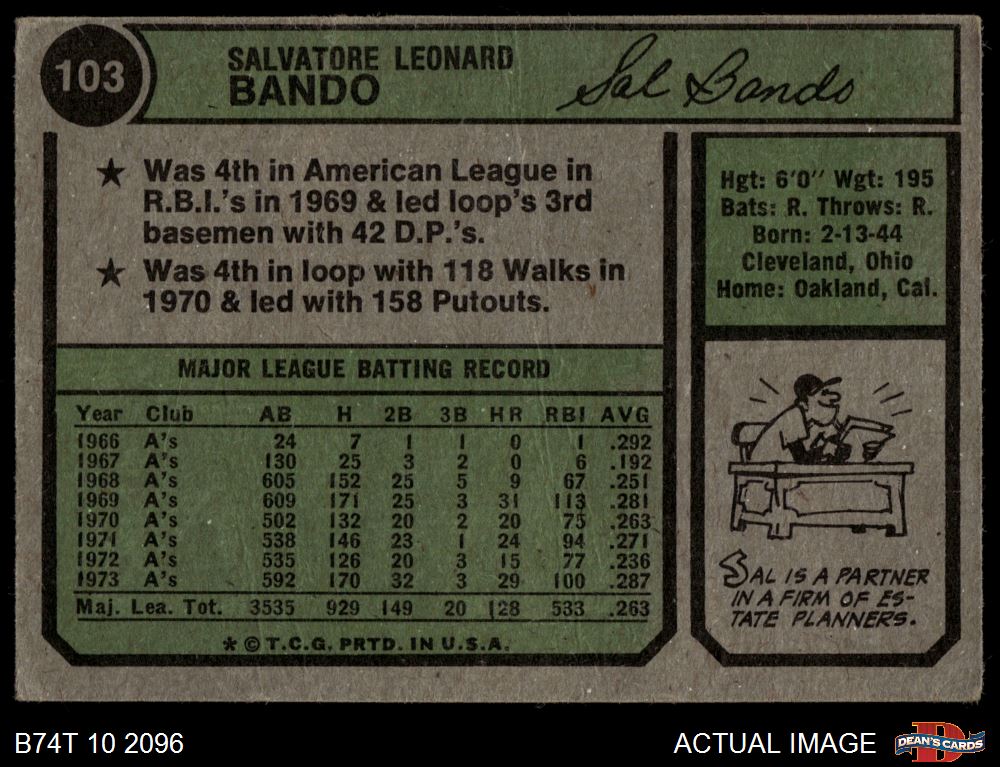 103
SALVATORE LEONARD
BANDO
Sal Bando
★ Was 4th in American League in
R.B.I.'s in 1969 & led loop's 3rd
basemen with 42 D.P.'s.
★ Was 4th in loop with 118 Walks in
1970 & led with 158 Putouts.
Hgt: 6'0" Wgt: 195
Bats: R. Throws: R.
Born: 2-13-44
Cleveland, Ohio
Home: Oakland, Cal.
MAJOR LEAGUE BATTING RECORD
Year Club AB H 2B 3B HR RBI AVG
1966 A's 24 7 1 1 0 1 .292
1967 A's 130 25 3 2 0 6 .192
1968 A's 605 152 25 5 9 67 .251
1969 A's 609 171 25 3 31 113 .281
1970 A's 502 132 20 2 20 75 .263
1971 A's 538 146 23 1 24 94 .271
1972 A's 535 126 20 3 15 77 .236
1973 A's 592 170 32 3 29 100 .287
Maj. Lea. Tot. 3535 929 149 20 128 533 .263
* © T.C.G. PRTD. IN U.S.A.
SAL IS A PARTNER
IN A FIRM OF ES-
TATE PLANNERS.
B74T 10 2096
ACTUAL IMAGE
DEAN'S CARDS